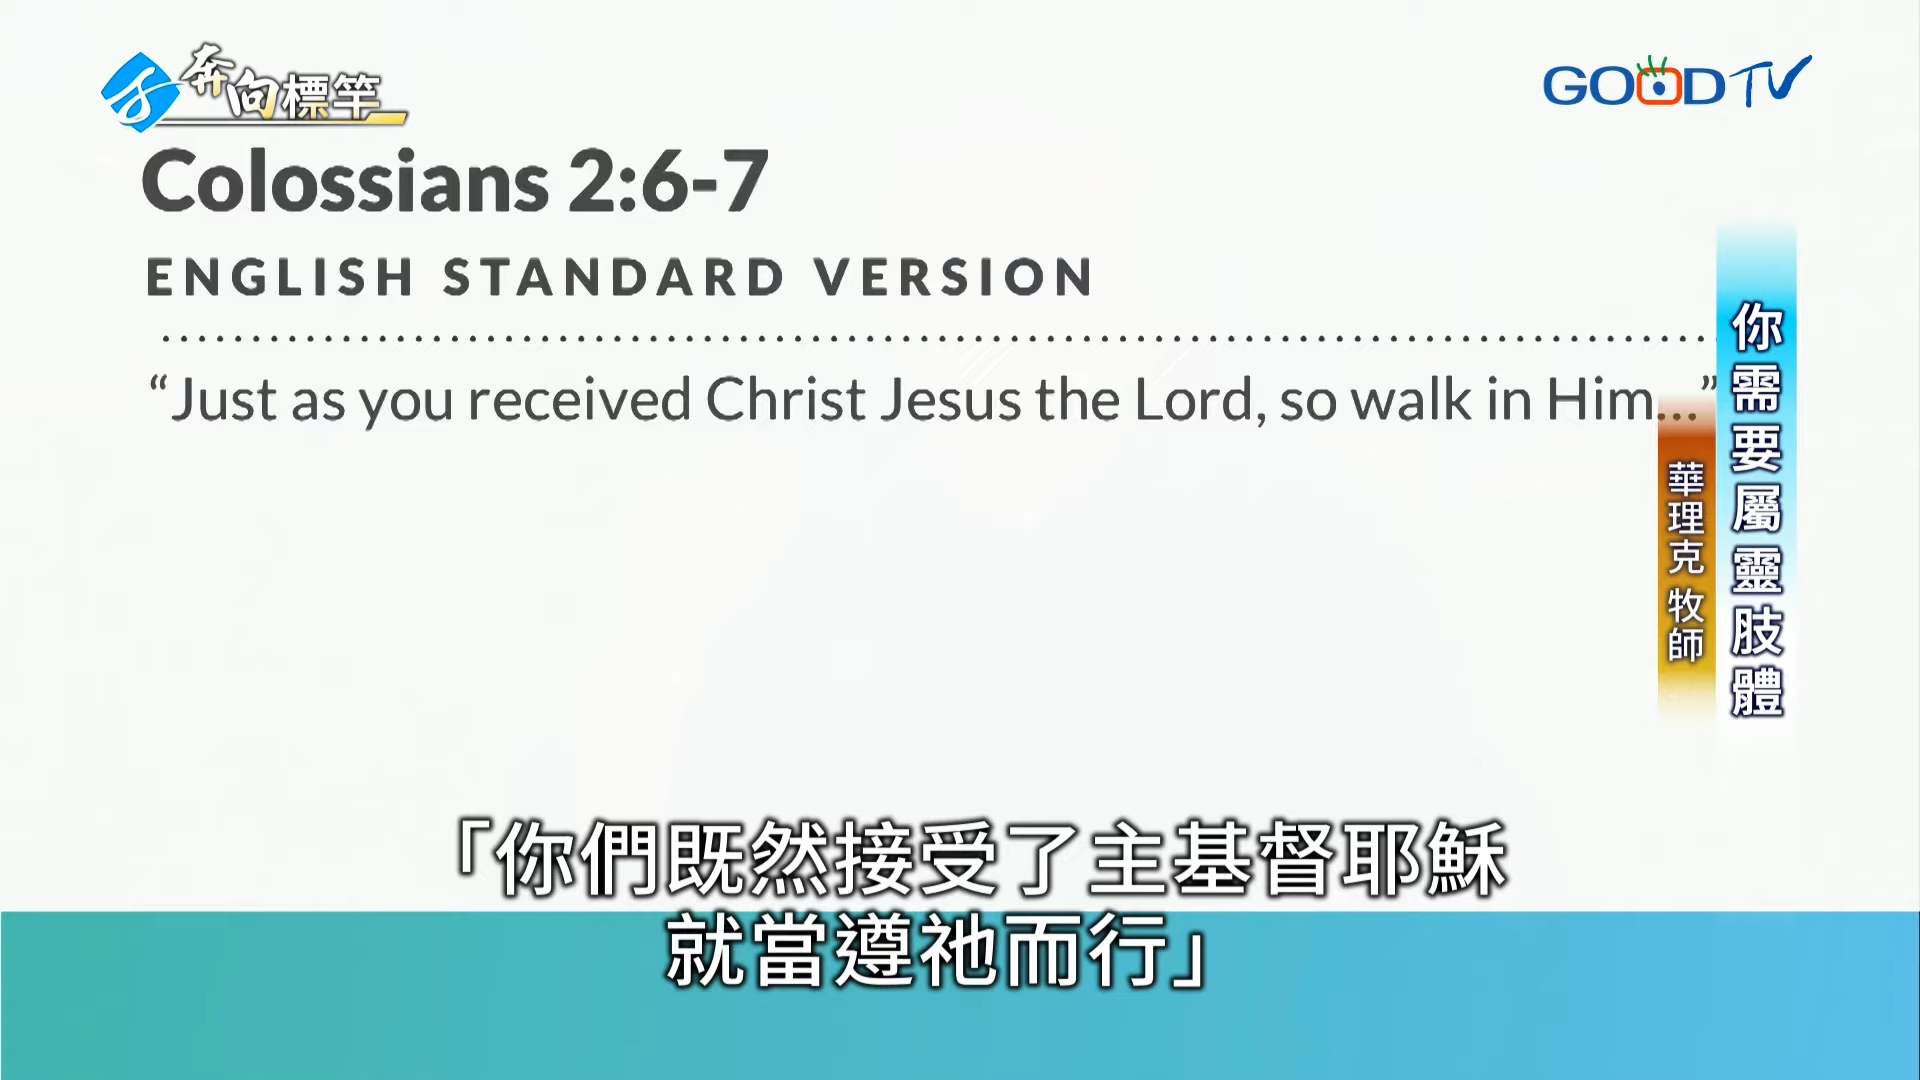 奔向標竿
GOOD TV
Colossians 2:6-7
ENGLISH STANDARD VERSION
“Just as you received Christ Jesus the Lord, so walk in Him...”
你需要屬靈肢體
華理克 牧師
「你們既然接受了主基督耶穌
就當遵祂而行」